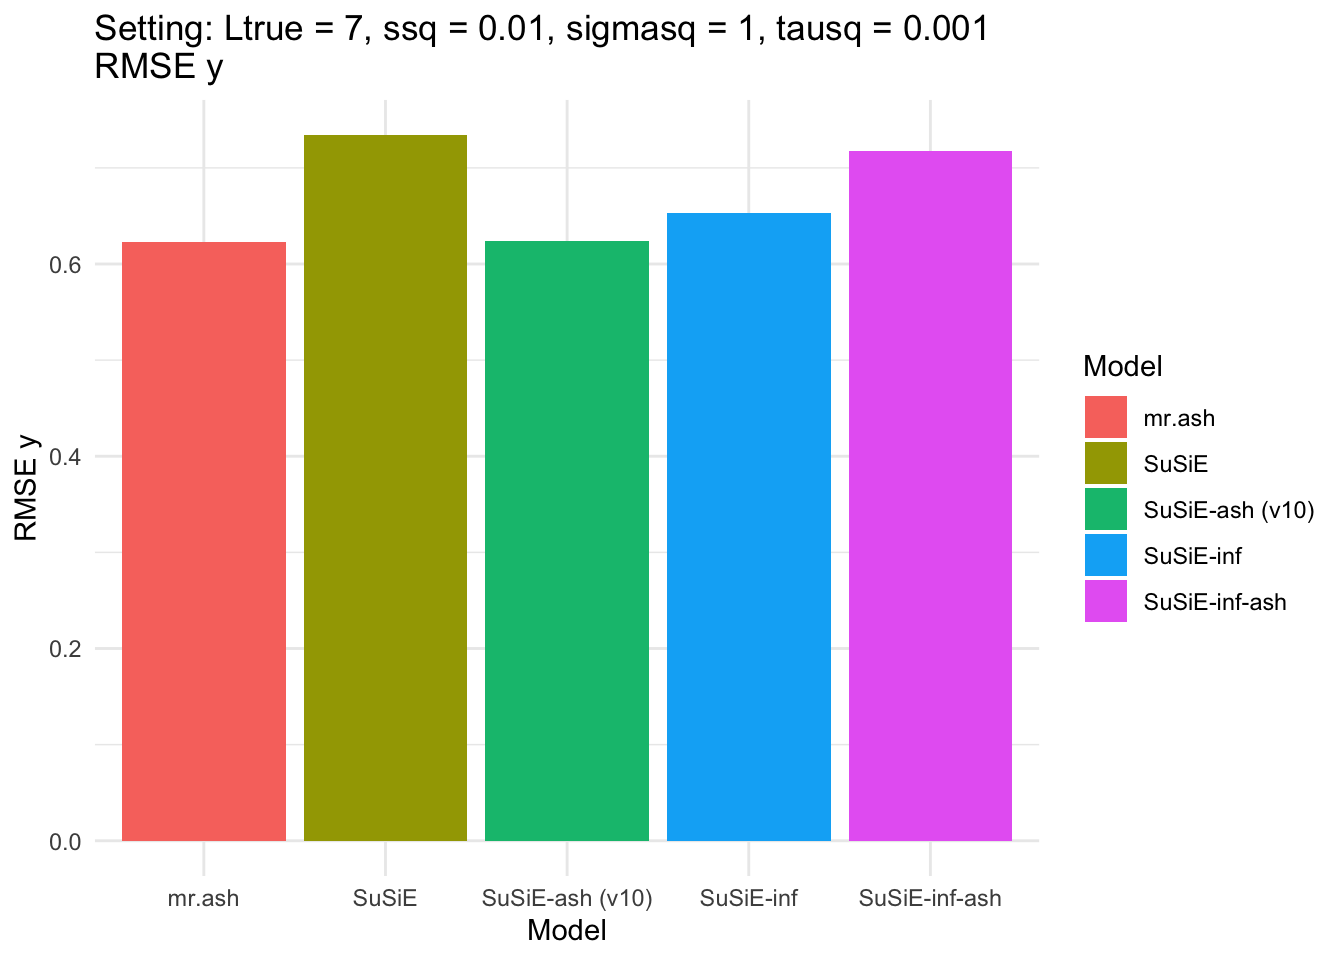 Setting: Ltrue = 7, ssq = 0.01, sigmasq = 1, tausq = 0.001
RMSE y
RMSE y
0.6
0.4
0.2
0.0
mr.ash
SuSiE
SuSiE-ash (v10)
SuSiE-inf
SuSiE-inf-ash
Model
Model
mr.ash
SuSiE
SuSiE-ash (v10)
SuSiE-inf
SuSiE-inf-ash